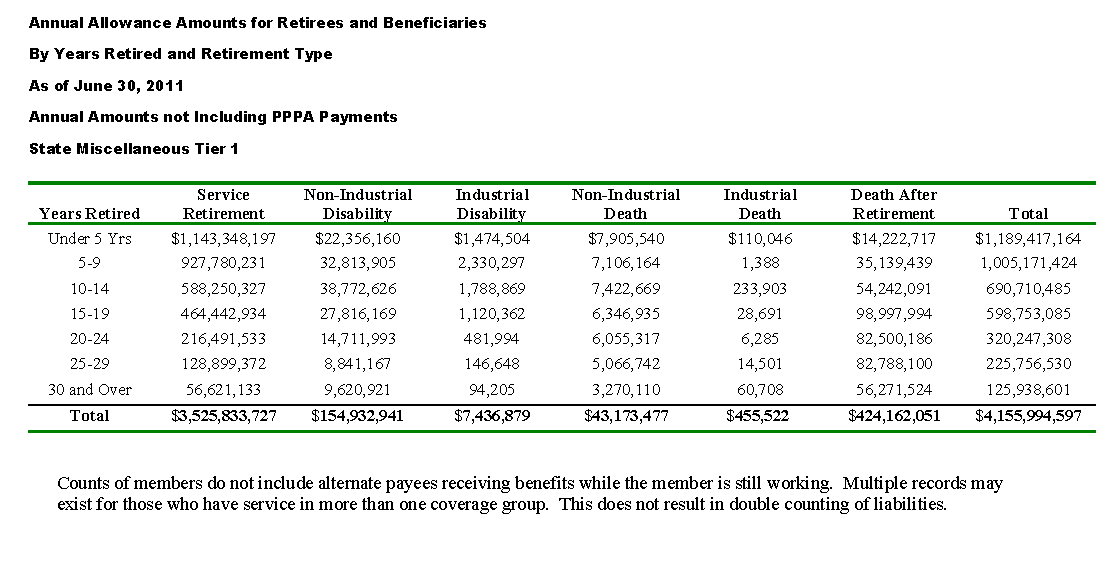 Annual Allowance Amounts for Retirees and Beneficiaries
By Years Retired and Retirement Type
As of June 30, 2011
Annual Amounts not Including PPPA Payments
State Miscellaneous Tier 1
Service Non-Industrial Industrial Non-Industrial Industrial Death After
Years Retired Retirement Disability Disability Death Death Retirement Total
Under 5 Yrs $1,143,348,197 $22,356,160 $1,474,504 $7,905,540 $110,046 $14,222,717 $1,189,417,164
5-9 927,780,231 32,813,905 2,330,297 7,106,164 1,388 35,139,439 1,005,171,424
10-14 588,250,327 38,772,626 1,788,869 7,422,669 233,903 54,242,091 690,710,485
15-19 464,442,934 27,816,169 1,120,362 6,346,935 28,691 98,997,994 598,753,085
20-24 216,491,533 14,711,993 481,994 6,055,317 6,285 82,500,186 320,247,308
25-29 128,899,372 8,841,167 146,648 5,066,742 14,501 82,788,100 225,756,530
30 and Over 56,621,133 9,620,921 94,205 3,270,110 60,708 56,271,524 125,938,601
Total $3,525,833,727 $154,932,941 $7,436,879 $43,173,477 $455,522 $424,162,051 $4,155,994,597
Counts of members do not include alternate payees receiving benefits while the member is still working. Multiple records may
exist for those who have service in more than one coverage group. This does not result in double counting of liabilities.